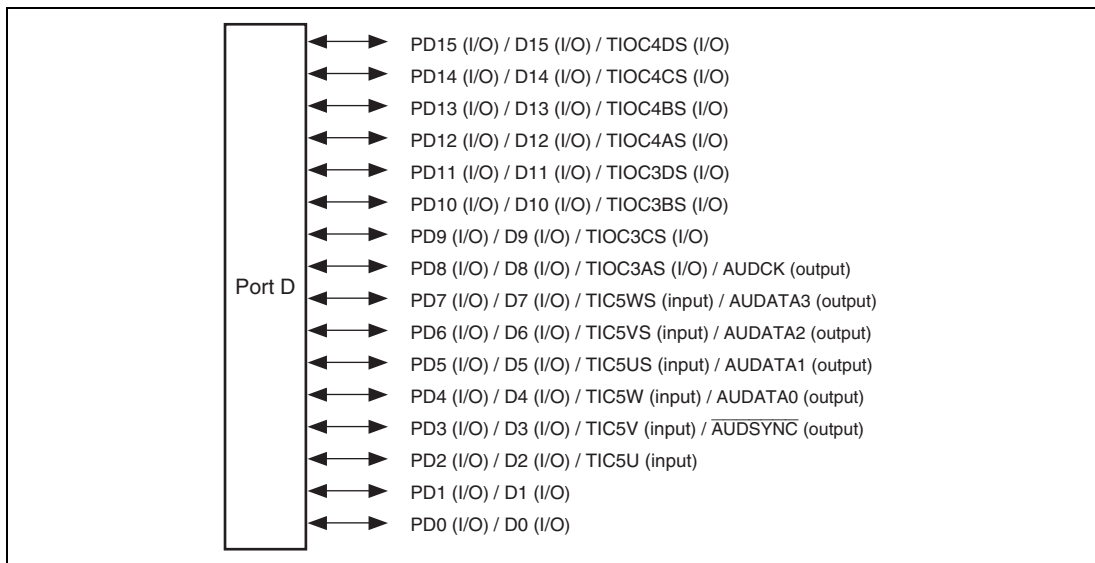 PD15 (I/O) / D15 (I/O) / TIOC4DS (I/O)
PD14 (I/O) / D14 (I/O) / TIOC4CS (I/O)
PD13 (I/O) / D13 (I/O) / TIOC4BS (I/O)
PD12 (I/O) / D12 (I/O) / TIOC4AS (I/O)
PD11 (I/O) / D11 (I/O) / TIOC3DS (I/O)
PD10 (I/O) / D10 (I/O) / TIOC3BS (I/O)
PD9 (I/O) / D9 (I/O) / TIOC3CS (I/O)
PD8 (I/O) / D8 (I/O) / TIOC3AS (I/O) / AUDCK (output)
Port D
PD7 (I/O) / D7 (I/O) / TIC5WS (input) / AUDATA3 (output)
PD6 (I/O) / D6 (I/O) / TIC5VS (input) / AUDATA2 (output)
PD5 (I/O) / D5 (I/O) / TIC5US (input) / AUDATA1 (output)
PD4 (I/O) / D4 (I/O) / TIC5W (input) / AUDATA0 (output)
PD3 (I/O) / D3 (I/O) / TIC5V (input) / A̅U̅D̅S̅Y̅N̅C̅ (output)
PD2 (I/O) / D2 (I/O) / TIC5U (input)
PD1 (I/O) / D1 (I/O)
PD0 (I/O) / D0 (I/O)